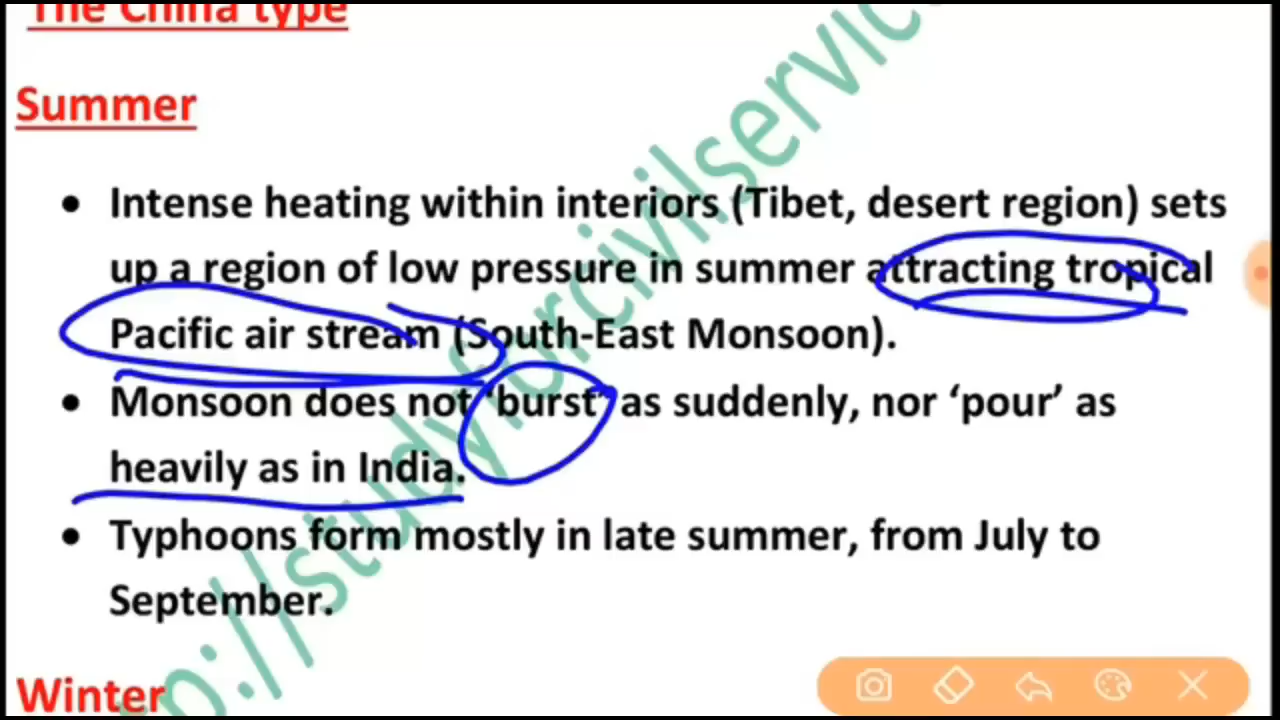 The China type
Summer
• Intense heating within interiors (Tibet, desert region) sets
up a region of low pressure in summer attracting tropical
Pacific air stream (South-East Monsoon).
• Monsoon does not ‘burst’ as suddenly, nor ‘pour’ as
heavily as in India.
• Typhoons form mostly in late summer, from July to
September.
Winter
p://studyforcivilservic